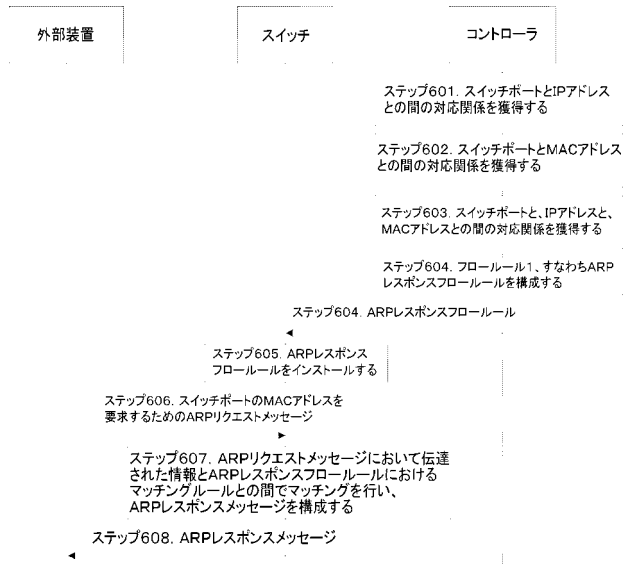 外部装置
スイッチ
コントローラ
ステップ601. スイッチポートとIPアドレス
との間の対応関係を獲得する
ステップ602. スイッチポートとMACアドレス
との間の対応関係を獲得する
ステップ603. スイッチポートと、IPアドレスと、
MACアドレスとの間の対応関係を獲得する
ステップ604. フロールール1、すなわちARP
レスポンスフロールールを構成する
ステップ604. ARPレスポンスフロールール
ステップ605. ARPレスポンス
フロールールをインストールする
ステップ606. スイッチポートのMACアドレスを
要求するためのARPリクエストメッセージ
ステップ607. ARPリクエストメッセージにおいて伝達
された情報とARPレスポンスフロールールにおける
マッチングルールとの間でマッチングを行い、
ARPレスポンスメッセージを構成する
ステップ608. ARPレスポンスメッセージ